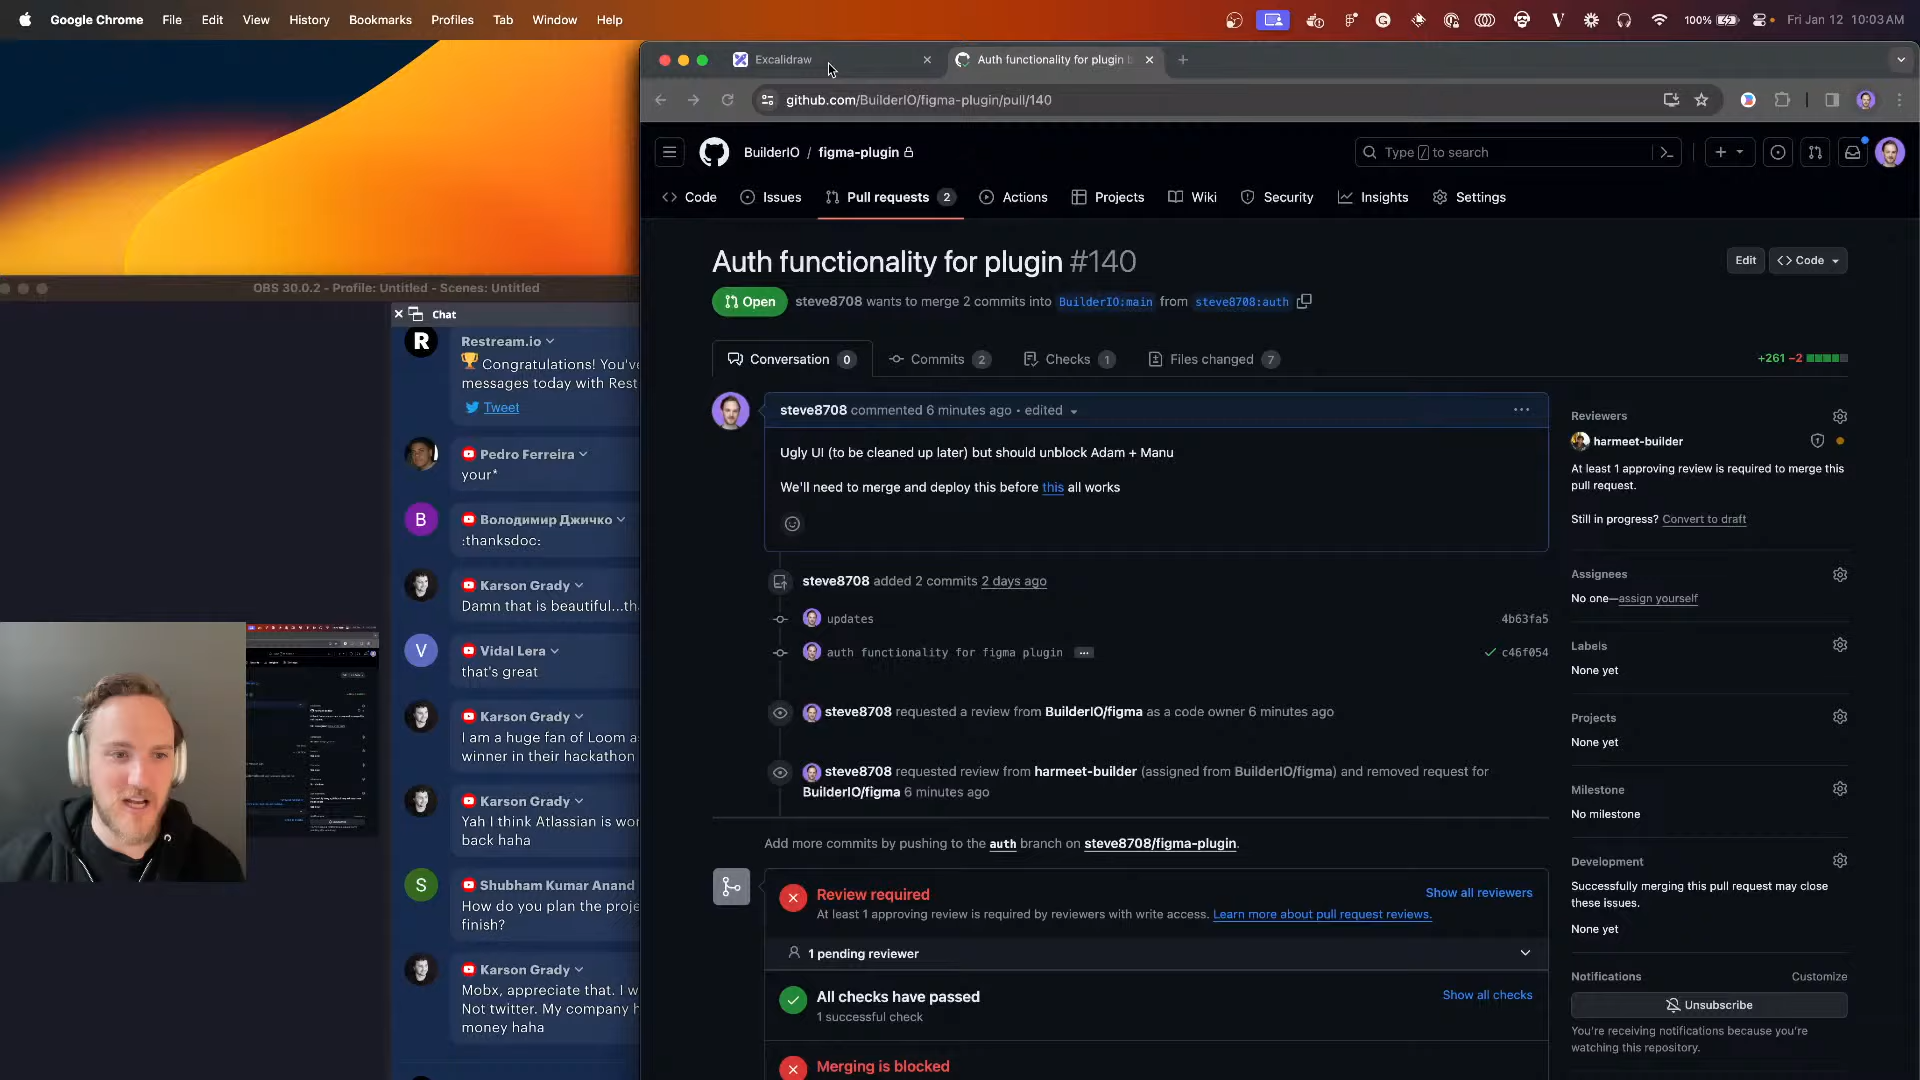 Google Chrome File Edit View History Bookmarks Profiles Tab Window Help
100% Fri Jan 12 10:03 AM
Excalidraw
Auth functionality for plugin
github.com/BuilderIO/figma-plugin/pull/140
BuilderIO / figma-plugin
Type / to search
Code Issues Pull requests 2 Actions Projects Wiki Security Insights Settings
Auth functionality for plugin #140
Edit
Code
Open
steve8708 wants to merge 2 commits into BuilderIO:main from steve8708:auth
Conversation 0 Commits 2 Checks 1 Files changed 7
+261 −2
steve8708 commented 6 minutes ago • edited
Ugly UI (to be cleaned up later) but should unblock Adam + Manu
We'll need to merge and deploy this before this all works
steve8708 added 2 commits 2 days ago
updates 4b63fa5
auth functionality for figma plugin ... c46f054
steve8708 requested a review from BuilderIO/figma as a code owner 6 minutes ago
steve8708 requested review from harmeet-builder (assigned from BuilderIO/figma) and removed request for
BuilderIO/figma 6 minutes ago
Add more commits by pushing to the auth branch on steve8708/figma-plugin.
Review required
Show all reviewers
At least 1 approving review is required by reviewers with write access. Learn more about pull request reviews.
1 pending reviewer
All checks have passed
Show all checks
1 successful check
Merging is blocked
Reviewers
harmeet-builder
At least 1 approving review is required to merge this
pull request.
Still in progress? Convert to draft
Assignees
No one—assign yourself
Labels
None yet
Projects
None yet
Milestone
No milestone
Development
Successfully merging this pull request may close
these issues.
None yet
Notifications Customize
Unsubscribe
You're receiving notifications because you're
watching this repository.
OBS 30.0.2 - Profile: Untitled - Scenes: Untitled
Chat
R
Restream.io
Congratulations! You've
messages today with Rest
Tweet
Pedro Ferreira
your*
B
Володимир Джичко
:thanksdoc:
Karson Grady
Damn that is beautiful...
V
Vidal Lera
that's great
Karson Grady
I am a huge fan of Loom
winner in their hackathon
Karson Grady
Yah I think Atlassian is
back haha
S
Shubham Kumar Anand
How do you plan the
finish?
Karson Grady
Mobx, appreciate that. I
Not twitter. My company
money haha